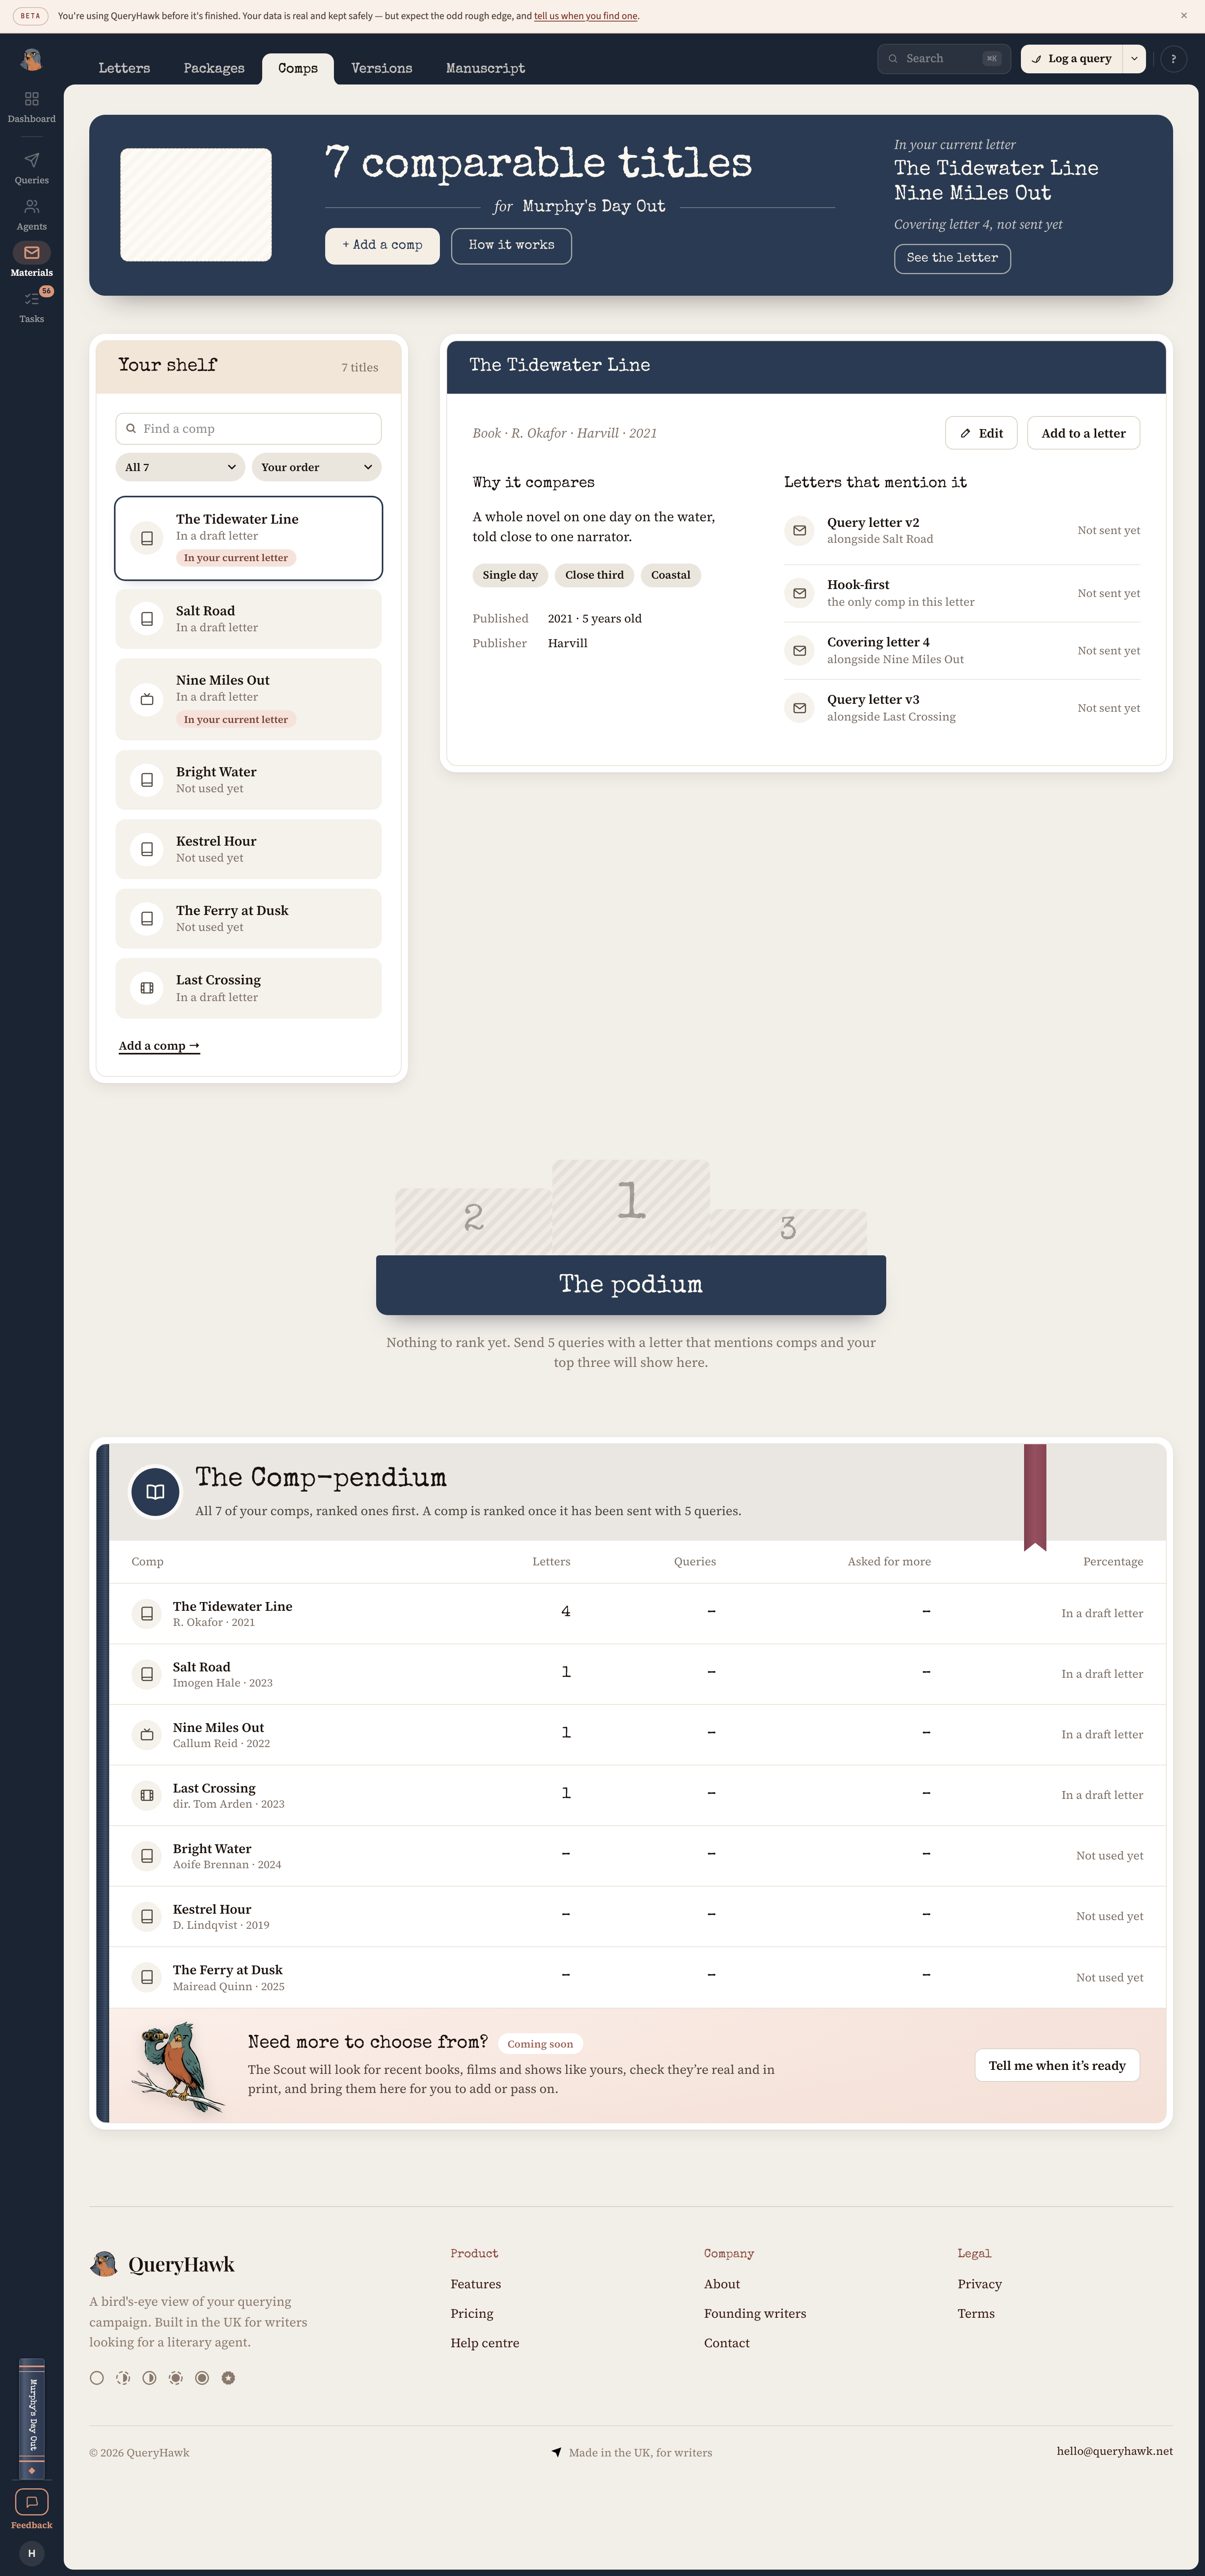 BETA
You're using QueryHawk before it's finished. Your data is real and kept safely — but expect the odd rough edge, and tell us when you find one.
×
Letters
Packages
Comps
Versions
Manuscript
Search
⌘K
Log a query
?
Dashboard
Queries
Agents
Materials
56
Tasks
7 comparable titles
for Murphy's Day Out
+ Add a comp
How it works
In your current letter
The Tidewater Line
Nine Miles Out
Covering letter 4, not sent yet
See the letter
Your shelf
7 titles
Find a comp
All 7
Your order
The Tidewater Line
In a draft letter
In your current letter
Salt Road
In a draft letter
Nine Miles Out
In a draft letter
In your current letter
Bright Water
Not used yet
Kestrel Hour
Not used yet
The Ferry at Dusk
Not used yet
Last Crossing
In a draft letter
Add a comp →
The Tidewater Line
Book · R. Okafor · Harvill · 2021
Edit
Add to a letter
Why it compares
A whole novel on one day on the water,
told close to one narrator.
Single day
Close third
Coastal
Published 2021 · 5 years old
Publisher Harvill
Letters that mention it
Query letter v2
alongside Salt Road
Not sent yet
Hook-first
the only comp in this letter
Not sent yet
Covering letter 4
alongside Nine Miles Out
Not sent yet
Query letter v3
alongside Last Crossing
Not sent yet
2
1
3
The podium
Nothing to rank yet. Send 5 queries with a letter that mentions comps and your
top three will show here.
The Comp-pendium
All 7 of your comps, ranked ones first. A comp is ranked once it has been sent with 5 queries.
Comp Letters Queries Asked for more Percentage
The Tidewater Line
R. Okafor · 2021
4 – – In a draft letter
Salt Road
Imogen Hale · 2023
1 – – In a draft letter
Nine Miles Out
Callum Reid · 2022
1 – – In a draft letter
Last Crossing
dir. Tom Arden · 2023
1 – – In a draft letter
Bright Water
Aoife Brennan · 2024
– – – Not used yet
Kestrel Hour
D. Lindqvist · 2019
– – – Not used yet
The Ferry at Dusk
Mairead Quinn · 2025
– – – Not used yet
Need more to choose from?
Coming soon
The Scout will look for recent books, films and shows like yours, check they’re real and in
print, and bring them here for you to add or pass on.
Tell me when it’s ready
QueryHawk
A bird's-eye view of your querying
campaign. Built in the UK for writers
looking for a literary agent.
Product
Features
Pricing
Help centre
Company
About
Founding writers
Contact
Legal
Privacy
Terms
© 2026 QueryHawk
Made in the UK, for writers
hello@queryhawk.net
Murphy's Day Out
Feedback
H